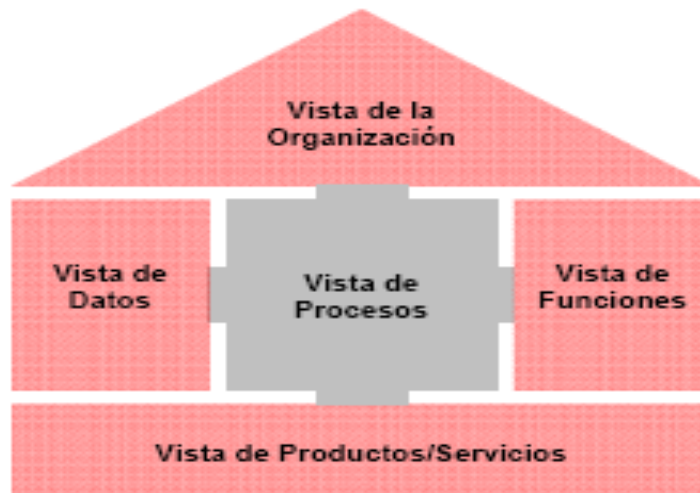 Vista de la
Organización
Vista de
Datos
Vista de
Procesos
Vista de
Funciones
Vista de Productos/Servicios